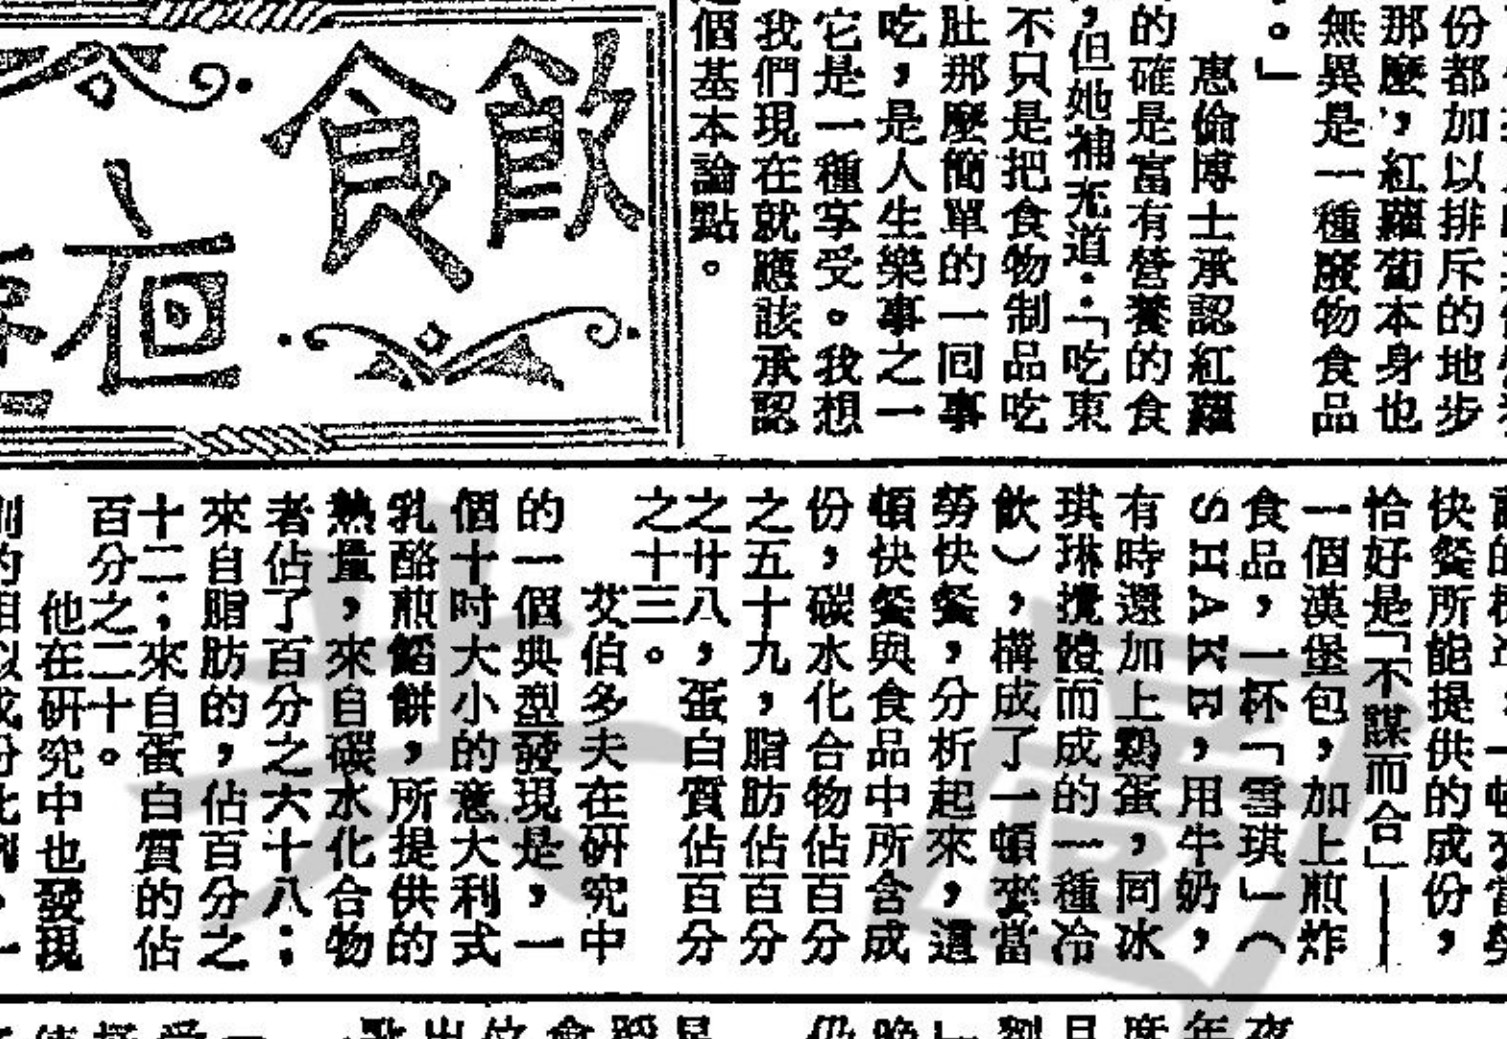 份都加以排斥的地步
那麼，紅蘿蔔本身也
無異是一種廢物食品
。」
惠倫博士承認紅蘿
的確是富有營養的食
，但她補充道：「吃東
不只是把食物制品吃
肚那麼簡單的一回事
吃，是人生樂事之一
它是一種享受。我想
我們現在就應該承認
個基本論點。
飲食
快餐所能提供的成份，
恰好是「不謀而合」——
一個漢堡包，加上煎炸
食品，一杯「雪琪」（
SHAKE，用牛奶，
有時還加上鷄蛋，同冰
琪琳攪體而成的一種冷
飲），構成了一頓麥當
勞快餐，分析起來，這
頓快餐與食品中所含成
份，碳水化合物佔百分
之五十九，脂肪佔百分
之廿八，蛋白質佔百分
之十三。
艾伯多夫在研究中
的一個典型發現是，一
個十吋大小的意大利式
乳酪煎餡餅，所提供的
熱量，來自碳水化合物
者佔了百分之六十八；
來自脂肪的，佔百分之
十二；來自蛋白質的佔
百分之二十。
他在研究中也發現